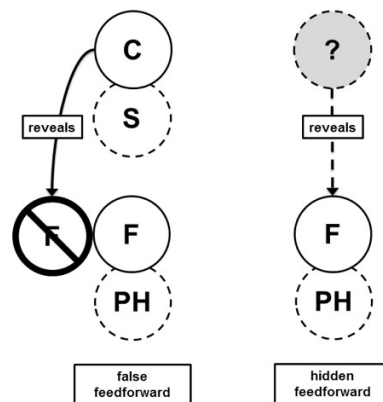 C
?
S
reveals
reveals
F
F
F
PH
PH
false
feedforward
hidden
feedforward